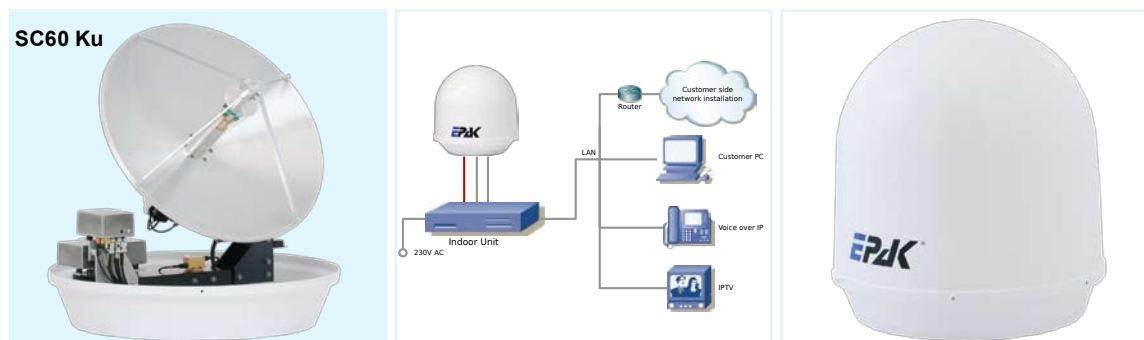 SC60 Ku
EPAK
Indoor Unit
230V AC
LAN
Router
Customer side
network installation
Customer PC
Voice over IP
IPTV
EPAK